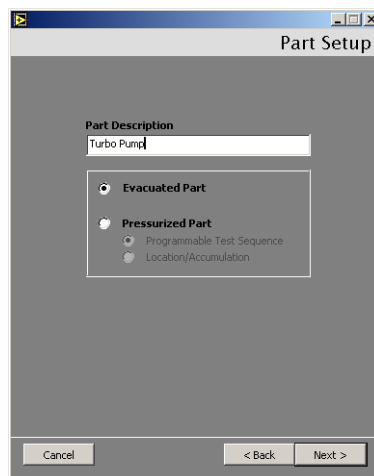 Part Setup
Part Description
Turbo Pump
Evacuated Part
Pressurized Part
Programmable Test Sequence
Location/Accumulation
Cancel
< Back
Next >